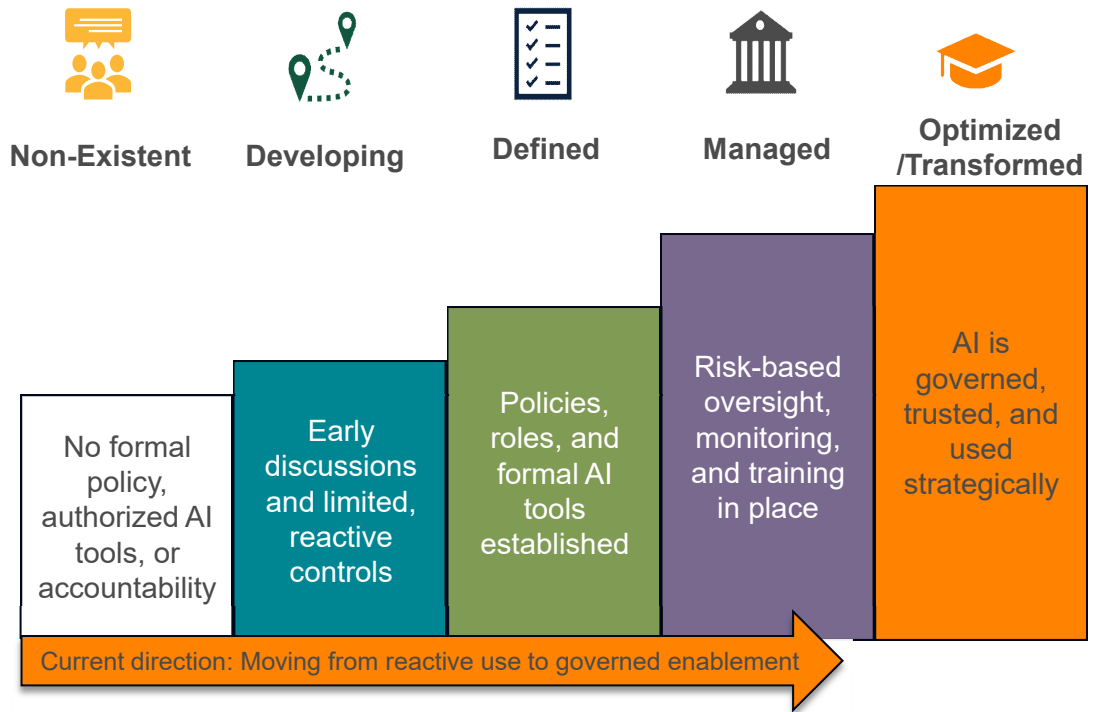 Non-Existent
Developing
Defined
Managed
Optimized
/Transformed
No formal
policy,
authorized AI
tools, or
accountability
Early
discussions
and limited,
reactive
controls
Policies,
roles, and
formal AI
tools
established
Risk-based
oversight,
monitoring,
and training
in place
AI is
governed,
trusted, and
used
strategically
Current direction: Moving from reactive use to governed enablement